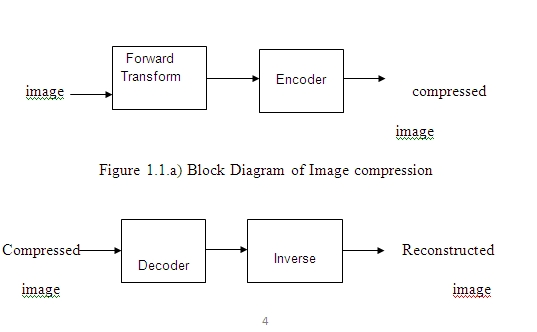 Forward
Transform
Encoder
image
compressed
image
Figure 1.1.a) Block Diagram of Image compression
Compressed
Decoder
Inverse
Reconstructed
image
image
4